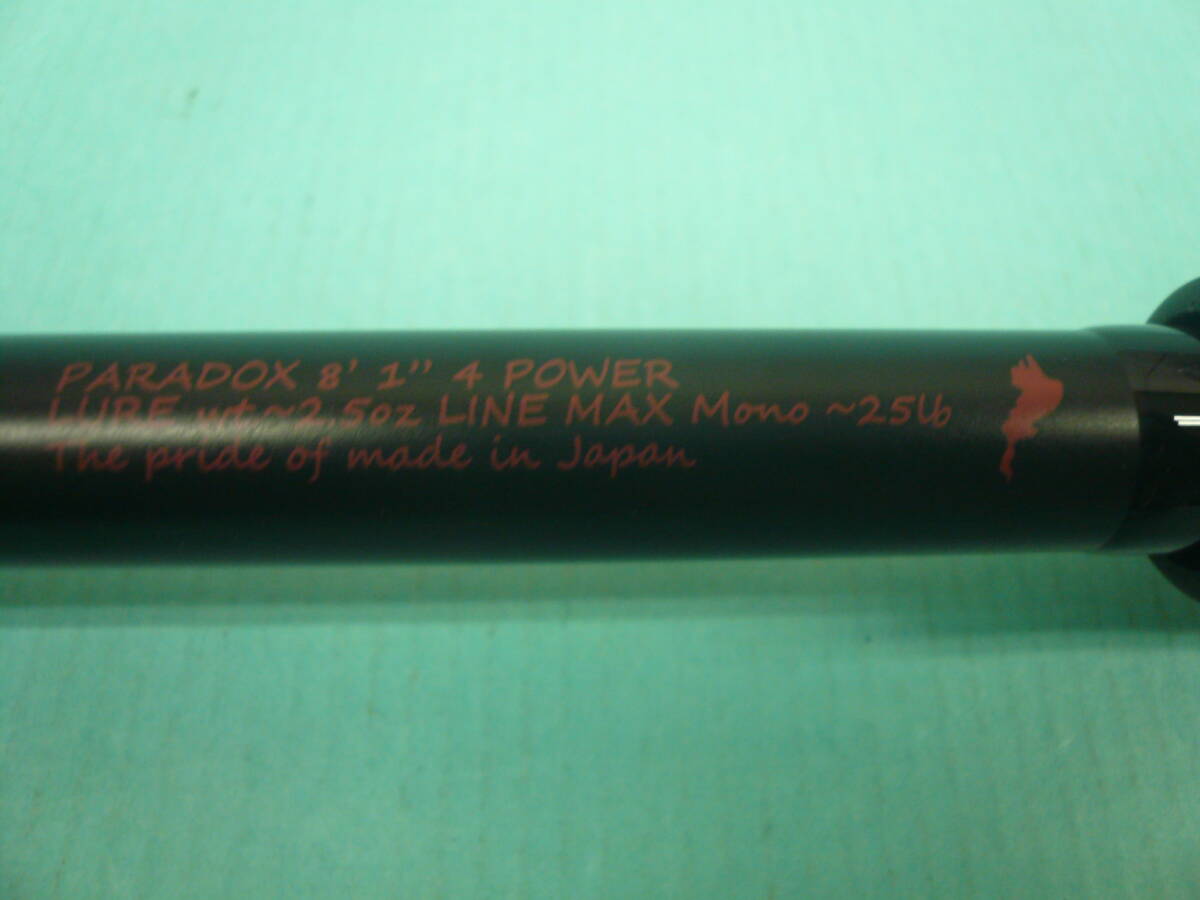 PARADOX 8' 1" 4 POWER
LURE wt~2.5oz LINE MAX Mono ~25lb
The pride of made in Japan